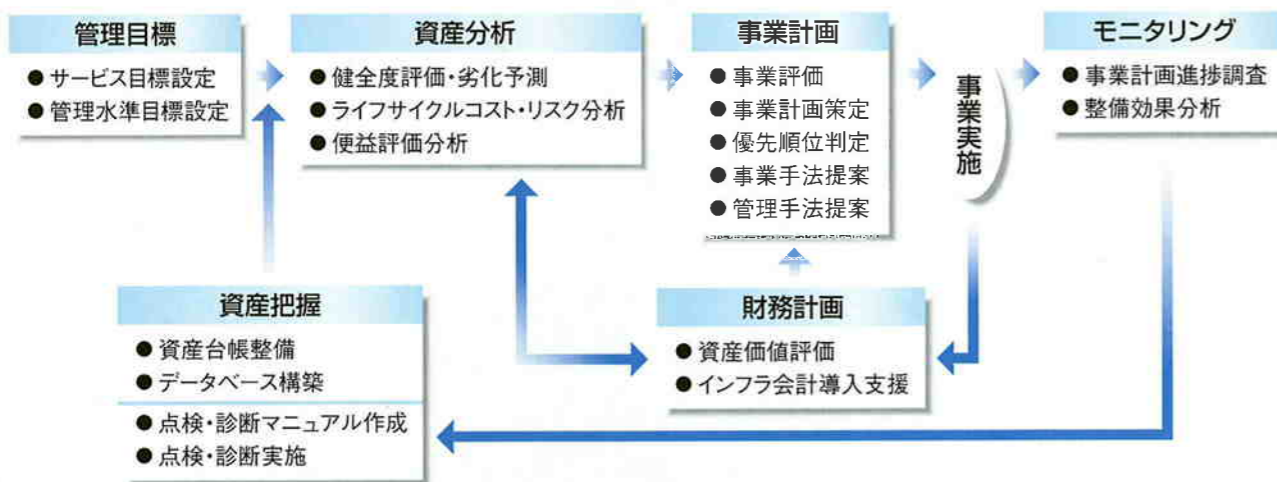 管理目標
● サービス目標設定
● 管理水準目標設定
資産分析
● 健全度評価・劣化予測
● ライフサイクルコスト・リスク分析
● 便益評価分析
事業計画
● 事業評価
● 事業計画策定
● 優先順位判定
● 事業手法提案
● 管理手法提案
事業実施
モニタリング
● 事業計画進捗調査
● 整備効果分析
資産把握
● 資産台帳整備
● データベース構築
● 点検・診断マニュアル作成
● 点検・診断実施
財務計画
● 資産価値評価
● インフラ会計導入支援